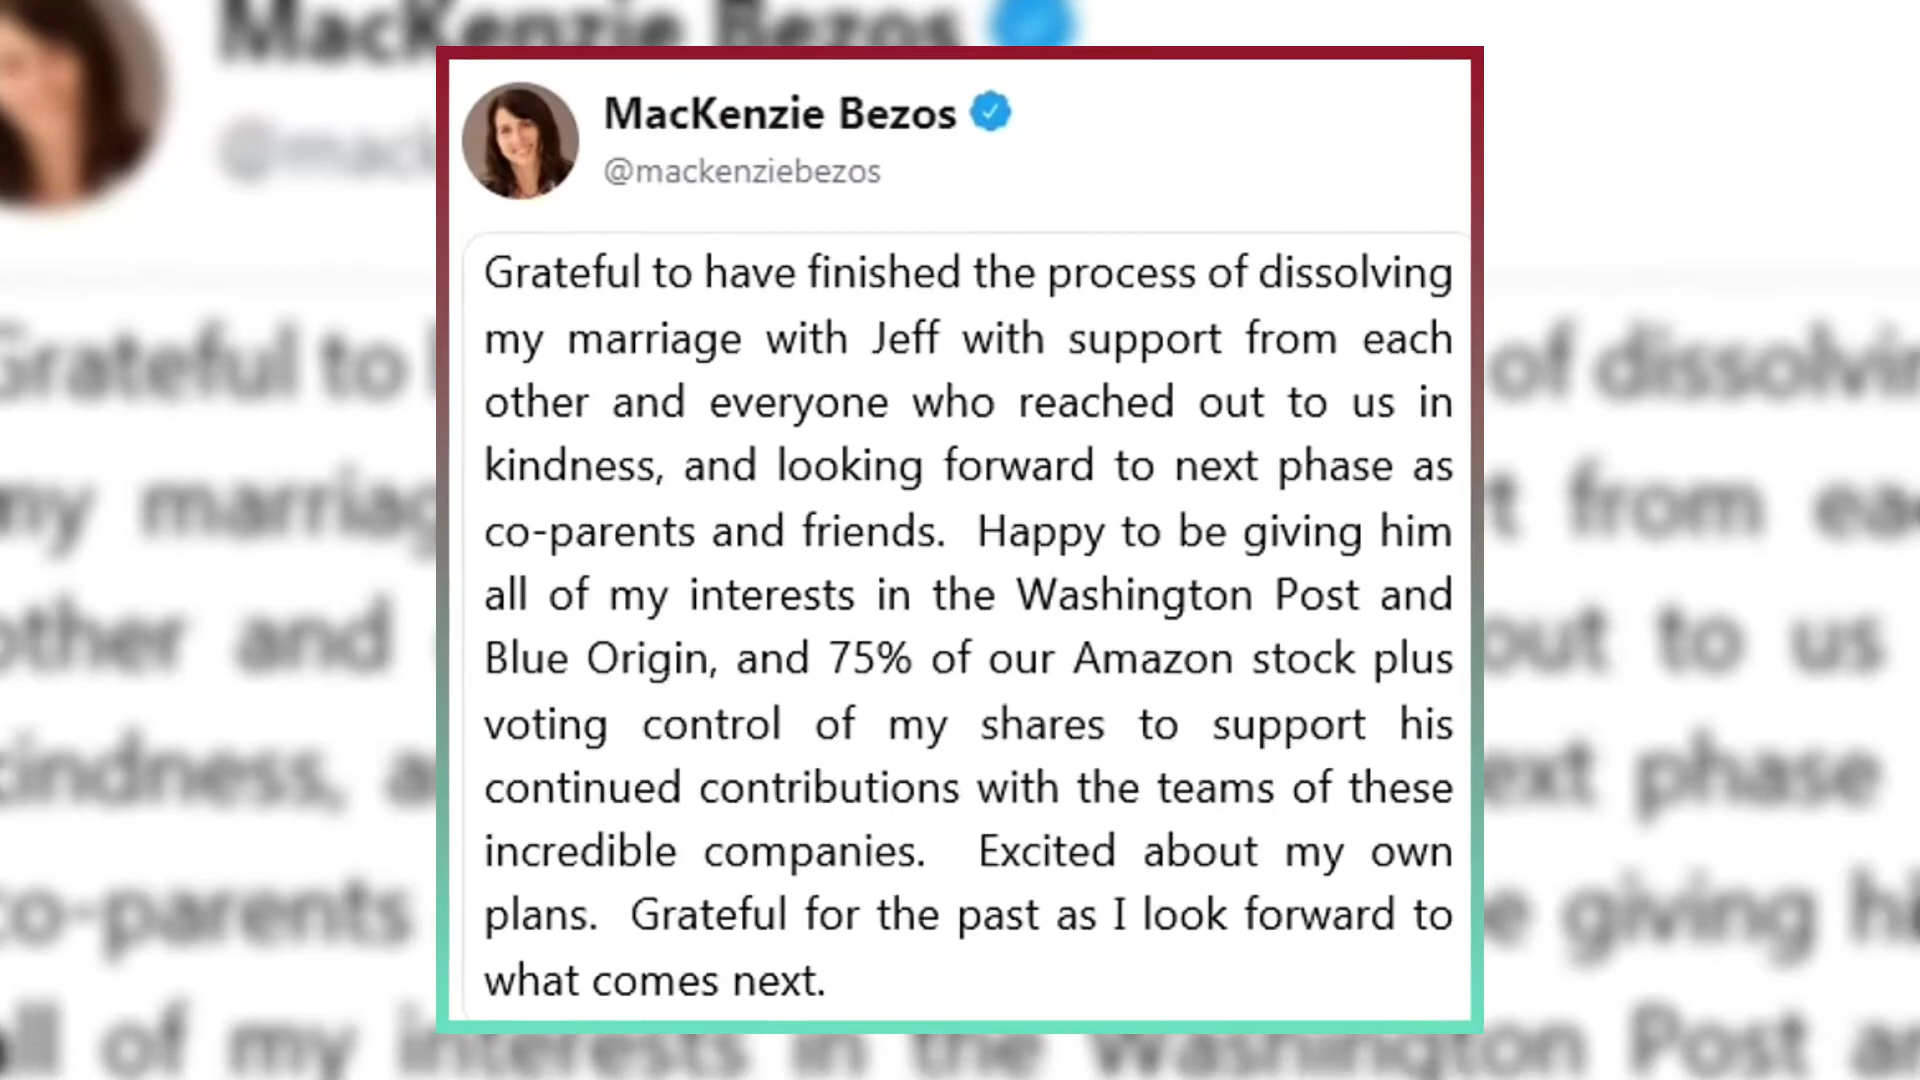 MacKenzie Bezos
@mackenziebezos
Grateful to have finished the process of dissolving
my marriage with Jeff with support from each
other and everyone who reached out to us in
kindness, and looking forward to next phase as
co-parents and friends.  Happy to be giving him
all of my interests in the Washington Post and
Blue Origin, and 75% of our Amazon stock plus
voting control of my shares to support his
continued contributions with the teams of these
incredible companies.  Excited about my own
plans.  Grateful for the past as I look forward to
what comes next.